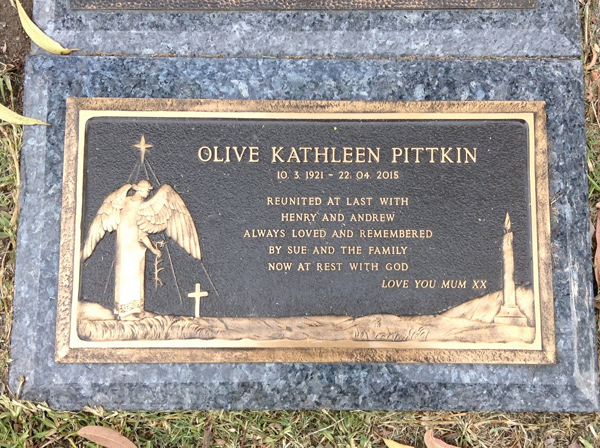 OLIVE KATHLEEN PITTKIN
10. 3. 1921 - 22. 04. 2015
REUNITED AT LAST WITH
HENRY AND ANDREW
ALWAYS LOVED AND REMEMBERED
BY SUE AND THE FAMILY
NOW AT REST WITH GOD
LOVE YOU MUM XX